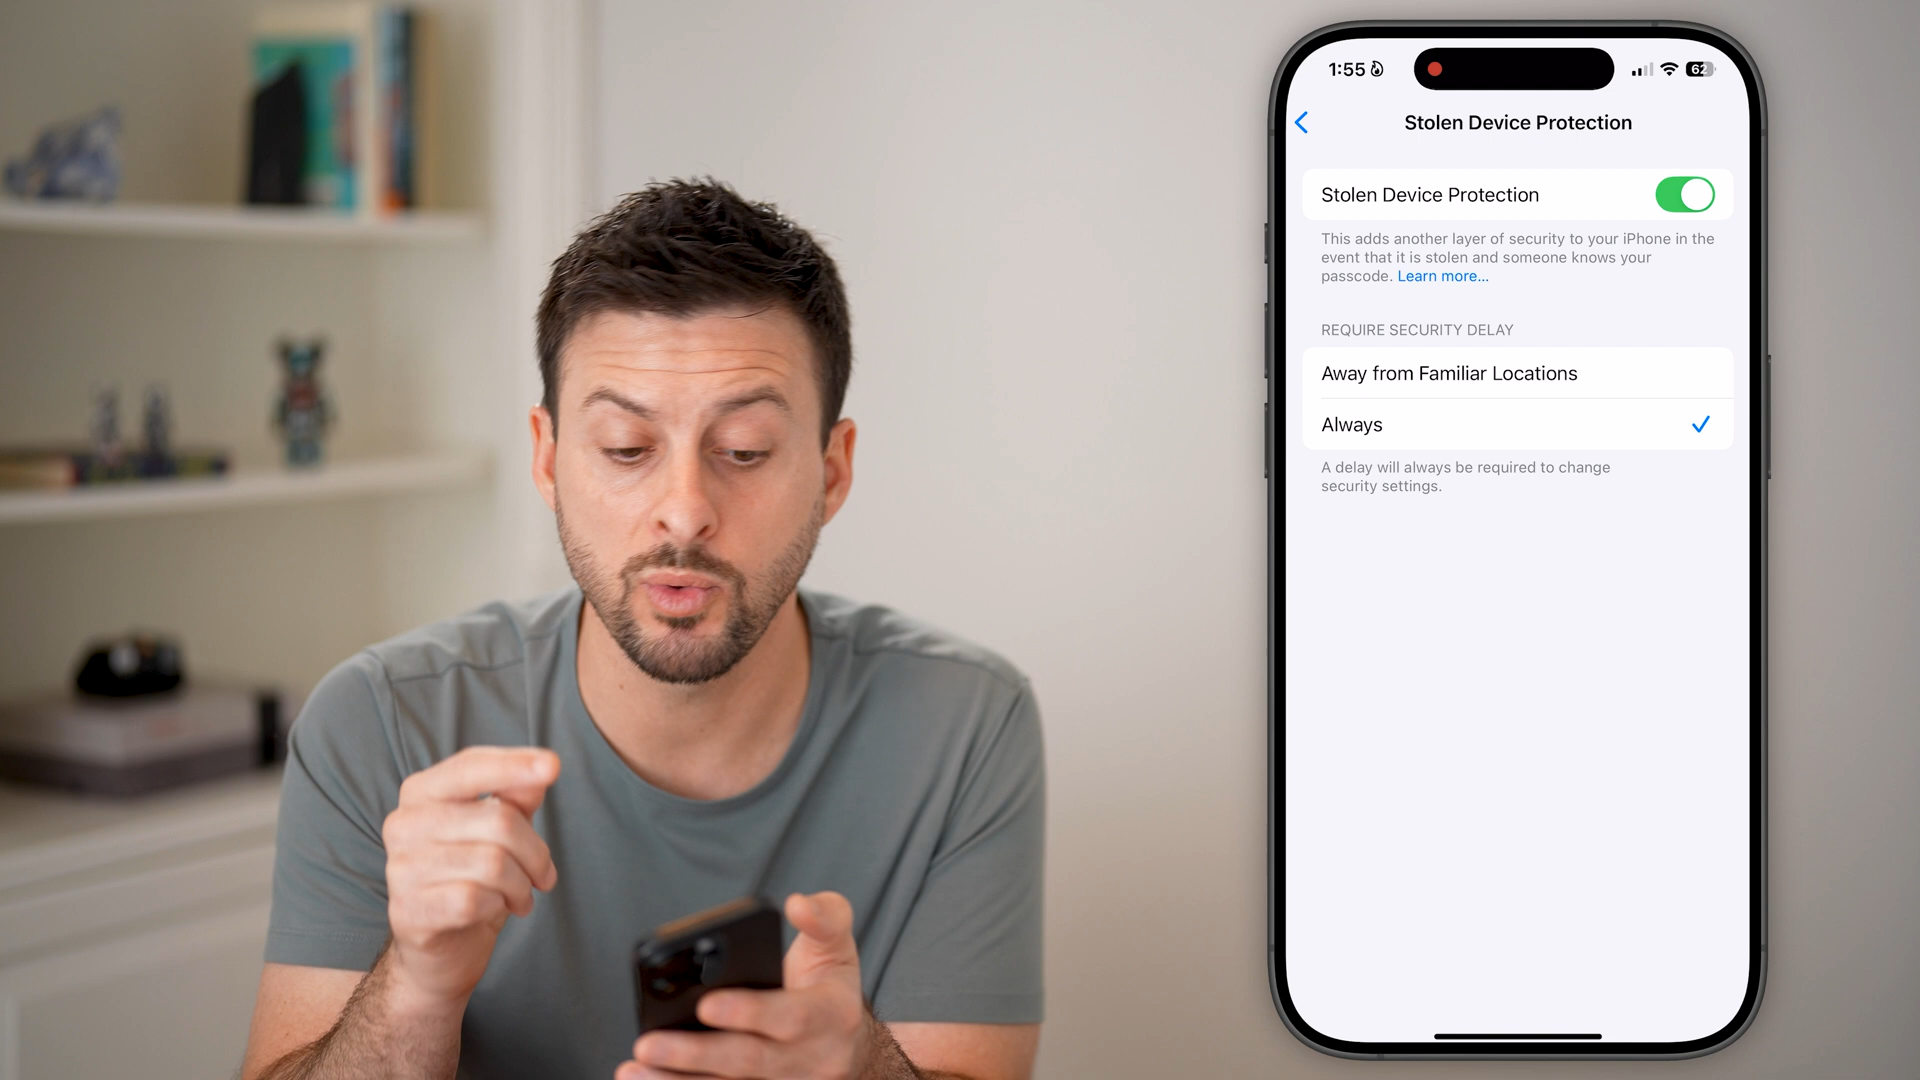 1:55
62
Stolen Device Protection
Stolen Device Protection
This adds another layer of security to your iPhone in the
event that it is stolen and someone knows your
passcode. Learn more...
REQUIRE SECURITY DELAY
Away from Familiar Locations
Always
A delay will always be required to change
security settings.